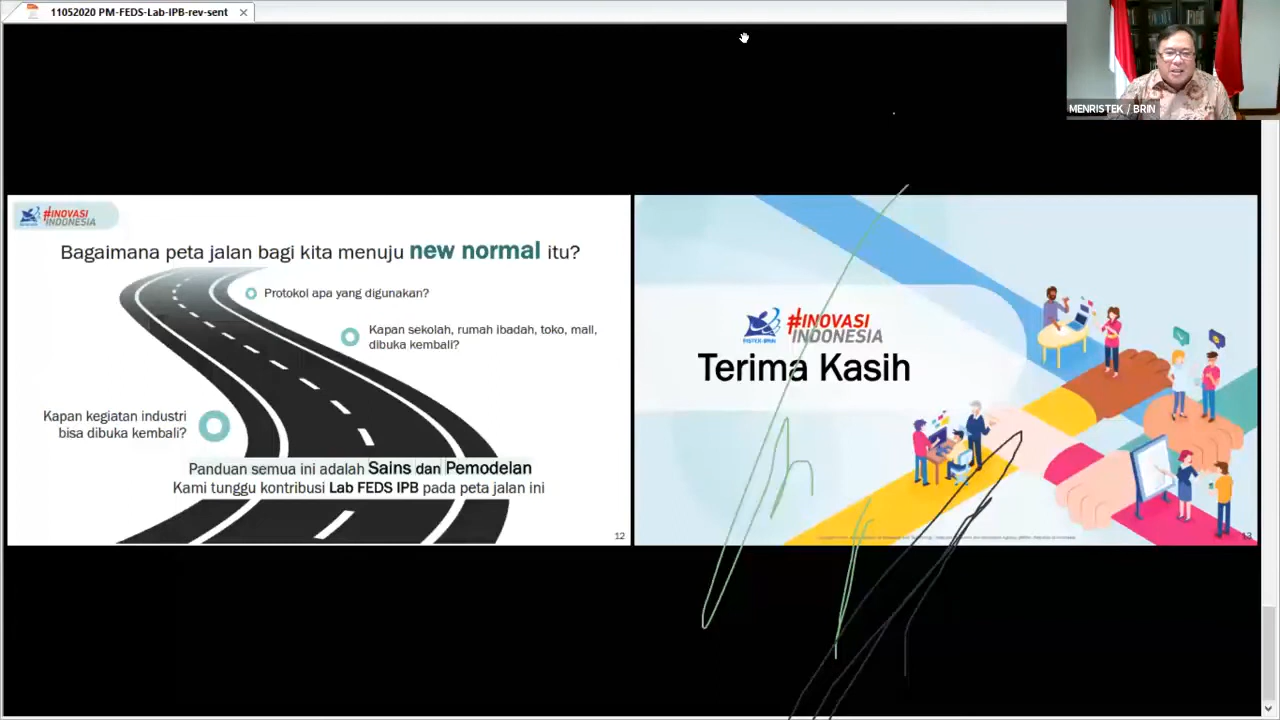 11052020 PM-FEDS-Lab-IPB-rev-sent
MENRISTEK / BRIN
#INOVASI
INDONESIA
Bagaimana peta jalan bagi kita menuju new normal itu?
Protokol apa yang digunakan?
Kapan sekolah, rumah ibadah, toko, mall,
dibuka kembali?
Kapan kegiatan industri
bisa dibuka kembali?
Panduan semua ini adalah Sains dan Pemodelan
Kami tunggu kontribusi Lab FEDS IPB pada peta jalan ini
12
RISTEK-BRIN
#INOVASI
INDONESIA
Terima Kasih
13